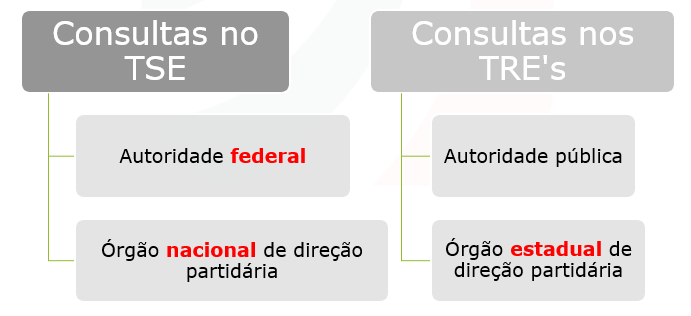 Consultas no
TSE
Autoridade federal
Órgão nacional de direção
partidária
Consultas nos
TRE's
Autoridade pública
Órgão estadual de
direção partidária